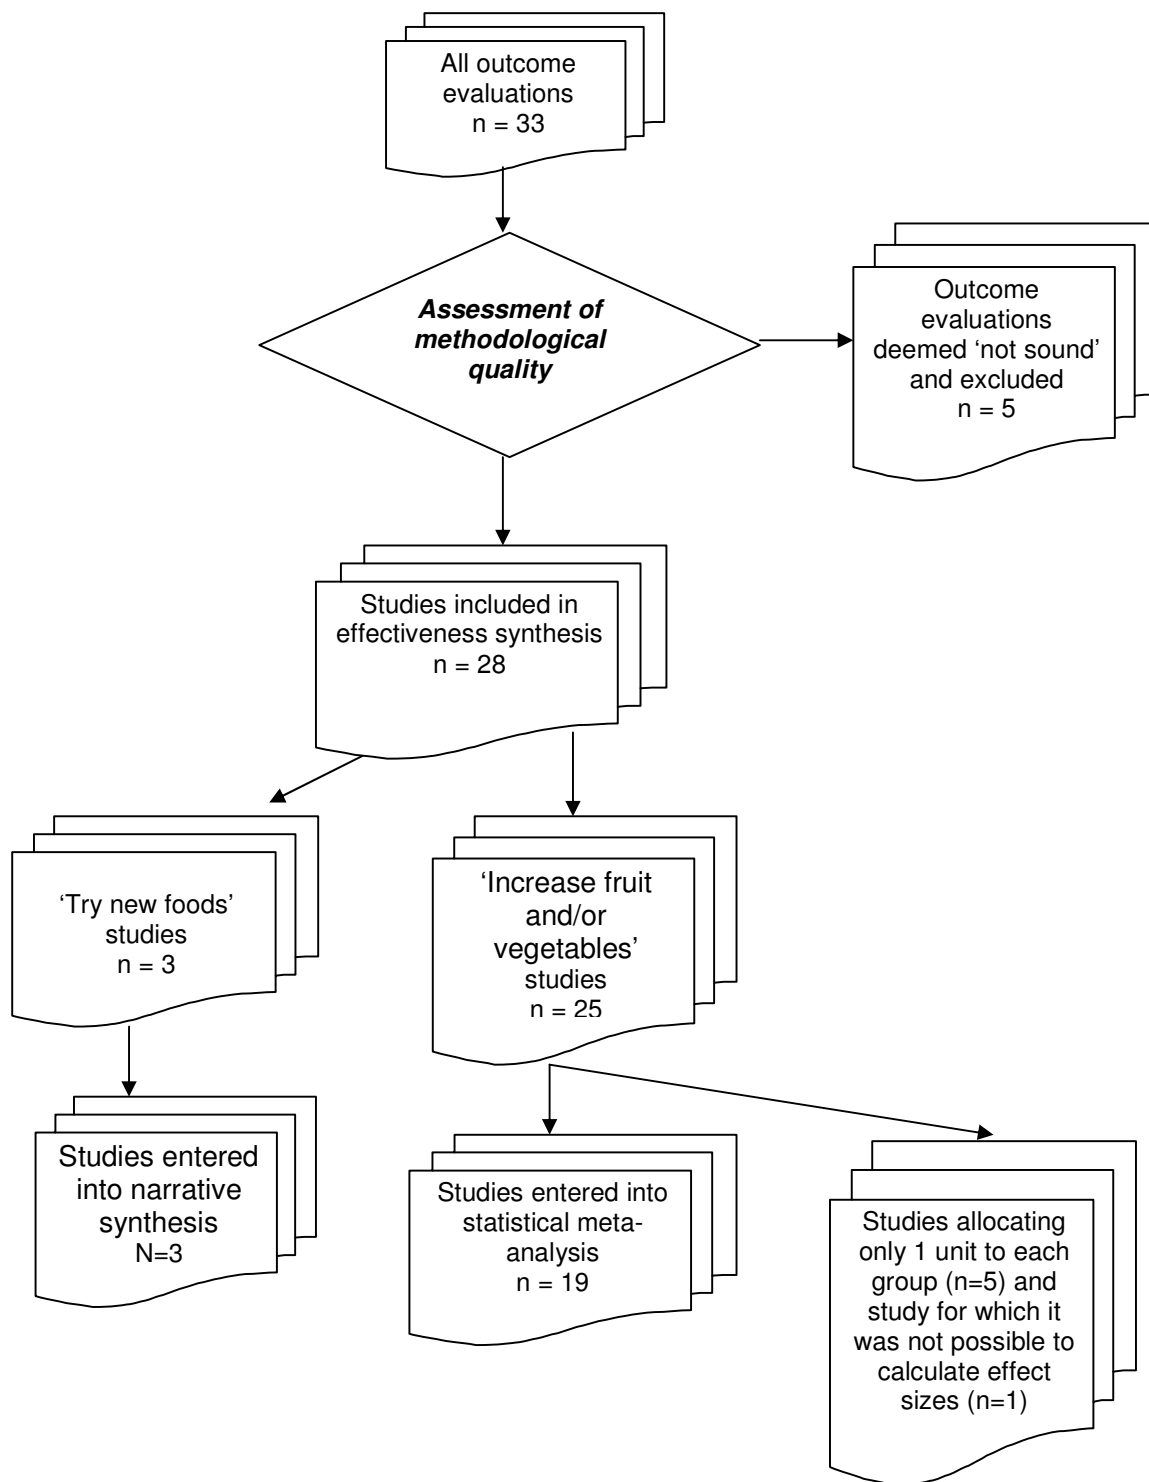 All outcome
evaluations
n = 33
Assessment of
methodological
quality
Outcome
evaluations
deemed ‘not sound’
and excluded
n = 5
Studies included in
effectiveness synthesis
n = 28
‘Try new foods’
studies
n = 3
‘Increase fruit
and/or
vegetables’
studies
n = 25
Studies entered
into narrative
synthesis
N=3
Studies entered into
statistical meta-
analysis
n = 19
Studies allocating
only 1 unit to each
group (n=5) and
study for which it
was not possible to
calculate effect
sizes (n=1)